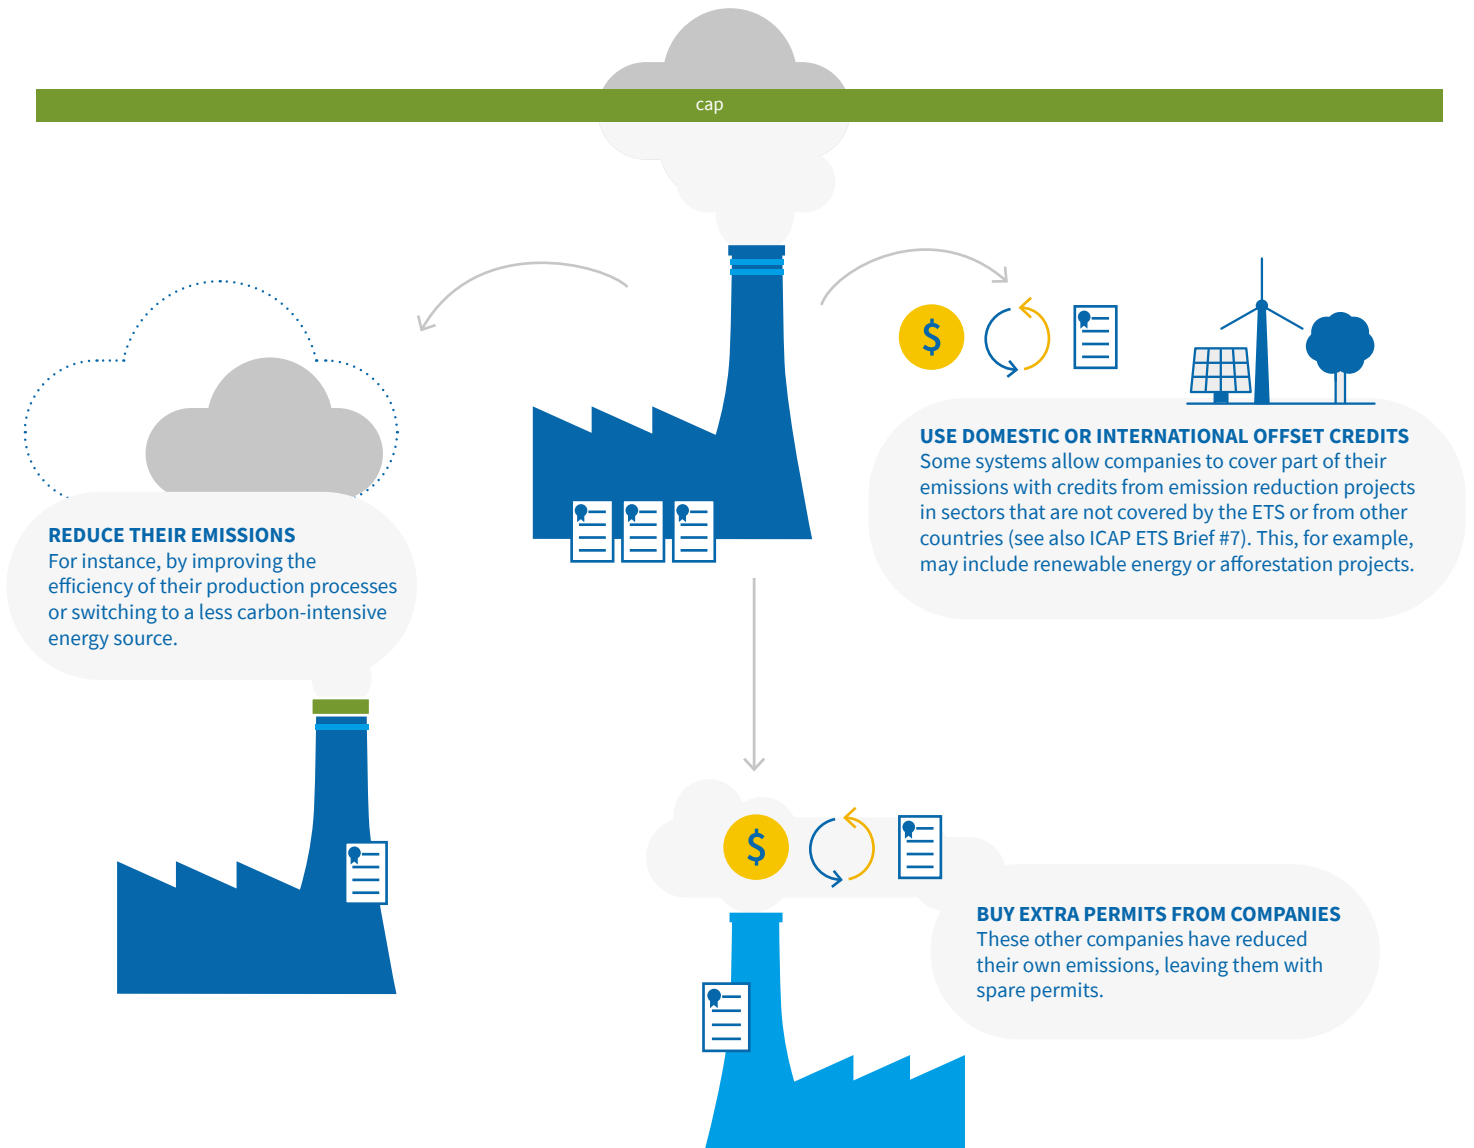 cap
$
USE DOMESTIC OR INTERNATIONAL OFFSET CREDITS
Some systems allow companies to cover part of their
emissions with credits from emission reduction projects
in sectors that are not covered by the ETS or from other
countries (see also ICAP ETS Brief #7). This, for example,
may include renewable energy or afforestation projects.
REDUCE THEIR EMISSIONS
For instance, by improving the
efficiency of their production processes
or switching to a less carbon-intensive
energy source.
$
BUY EXTRA PERMITS FROM COMPANIES
These other companies have reduced
their own emissions, leaving them with
spare permits.